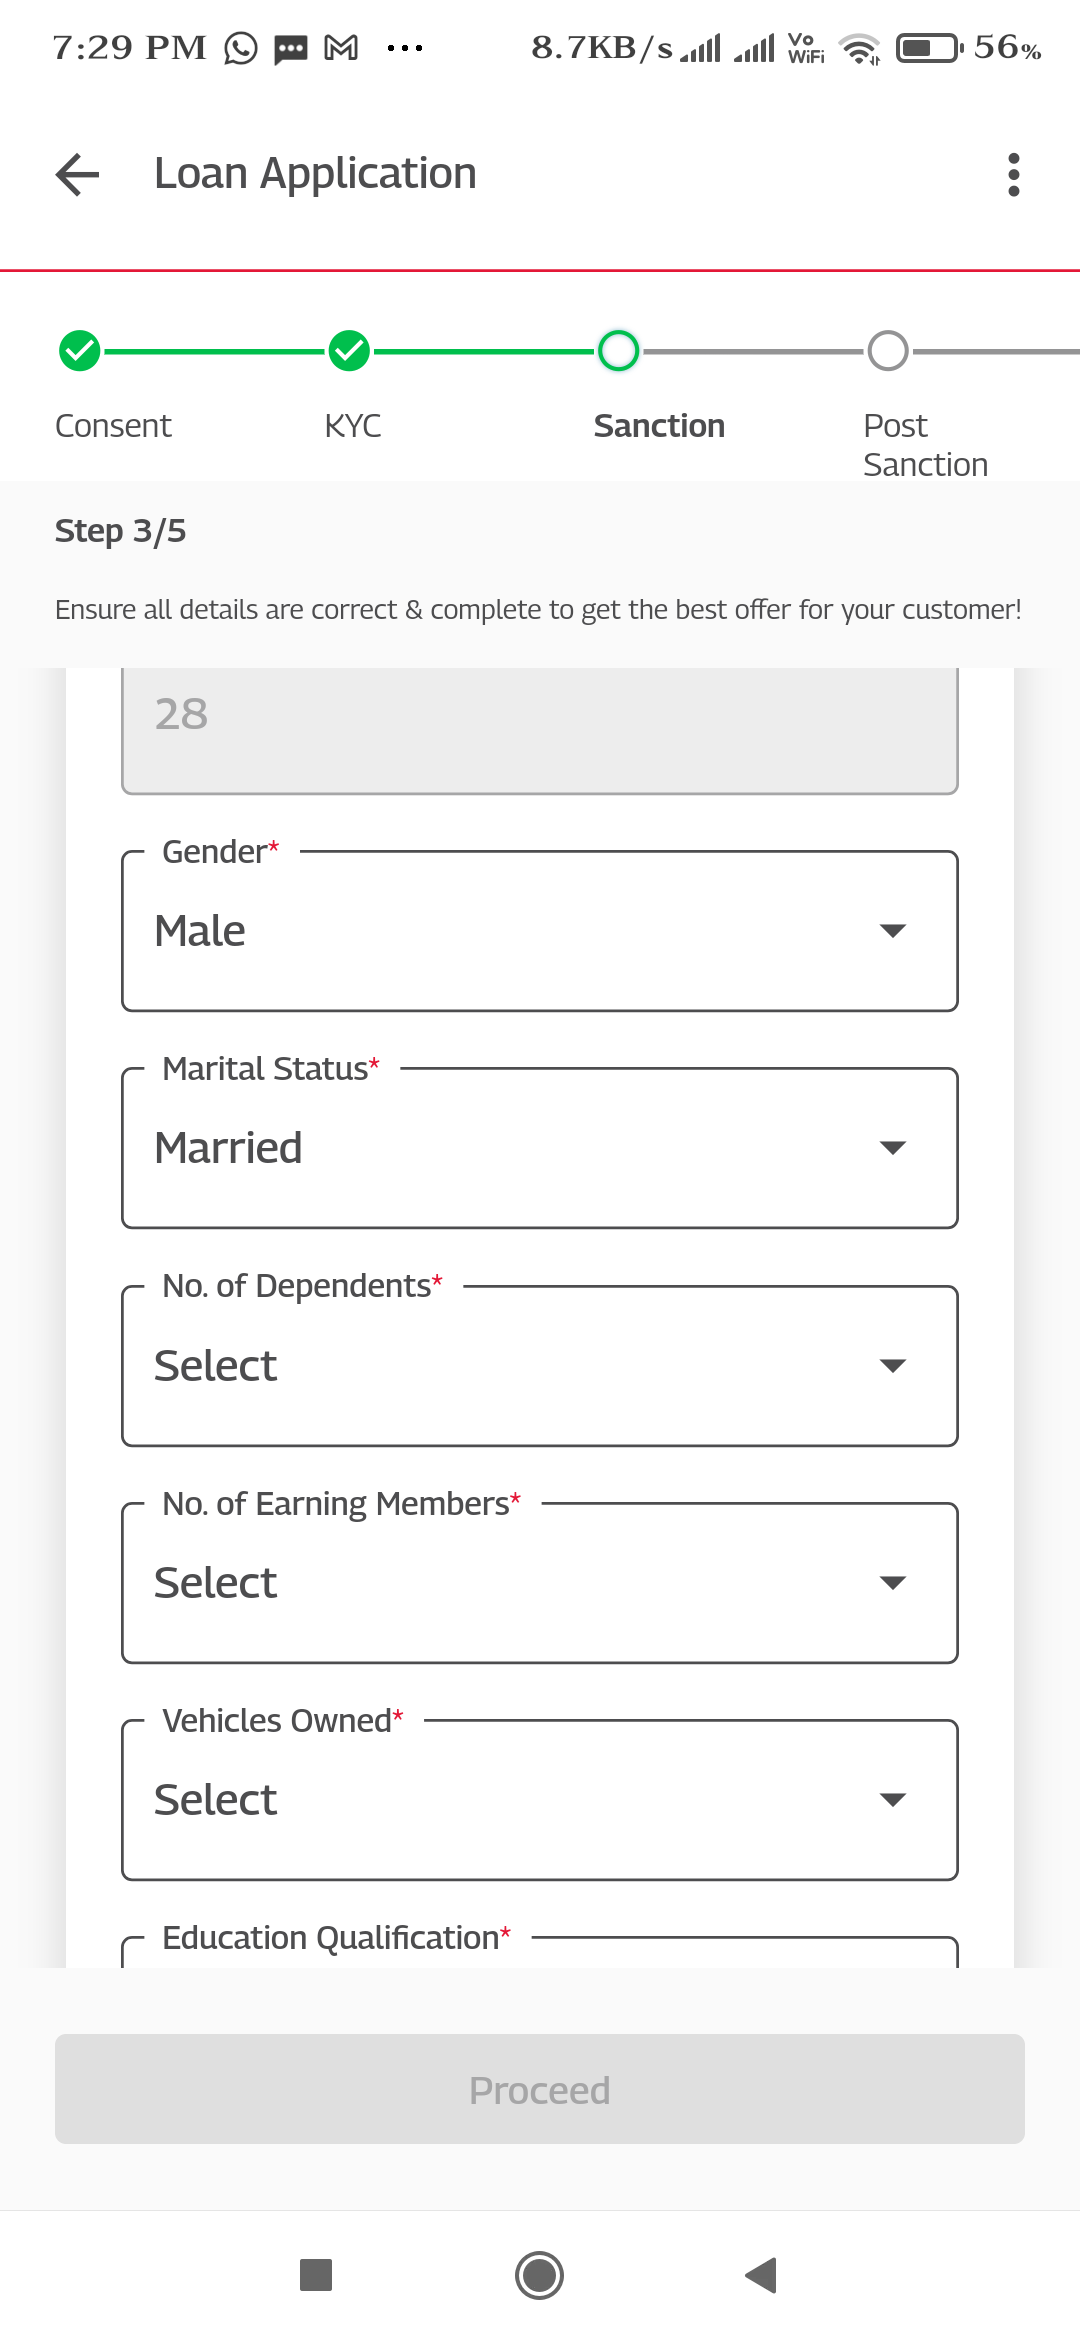 7:29 PM 8.7KB/s Vo WiFi 56%
Loan Application
Consent KYC Sanction Post Sanction
Step 3/5
Ensure all details are correct & complete to get the best offer for your customer!
28
Gender*
Male
Marital Status*
Married
No. of Dependents*
Select
No. of Earning Members*
Select
Vehicles Owned*
Select
Education Qualification*
Proceed